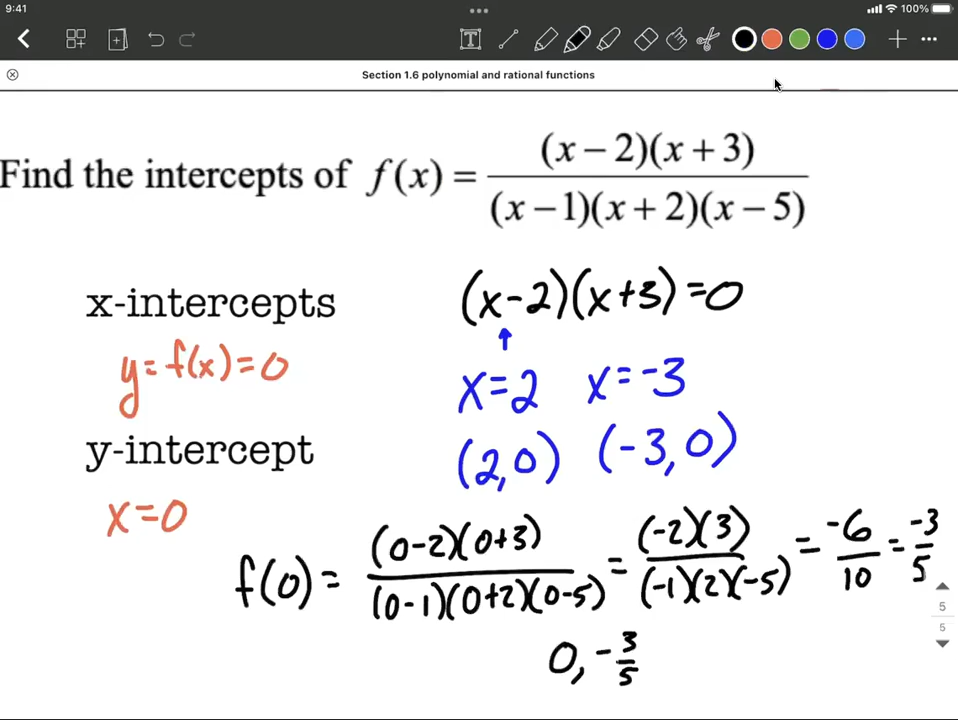 9:41
100%
Section 1.6 polynomial and rational functions
Find the intercepts of f(x) = (x − 2)(x + 3) / (x − 1)(x + 2)(x − 5)
x-intercepts
(x-2)(x+3)=0
y=f(x)=0
x=2 x=-3
y-intercept
(2,0) (-3,0)
x=0
f(0)= (0-2)(0+3) / (0-1)(0+2)(0-5) = (-2)(3) / (-1)(2)(-5) = -6/10 = -3/5
5
5
0, -3/5